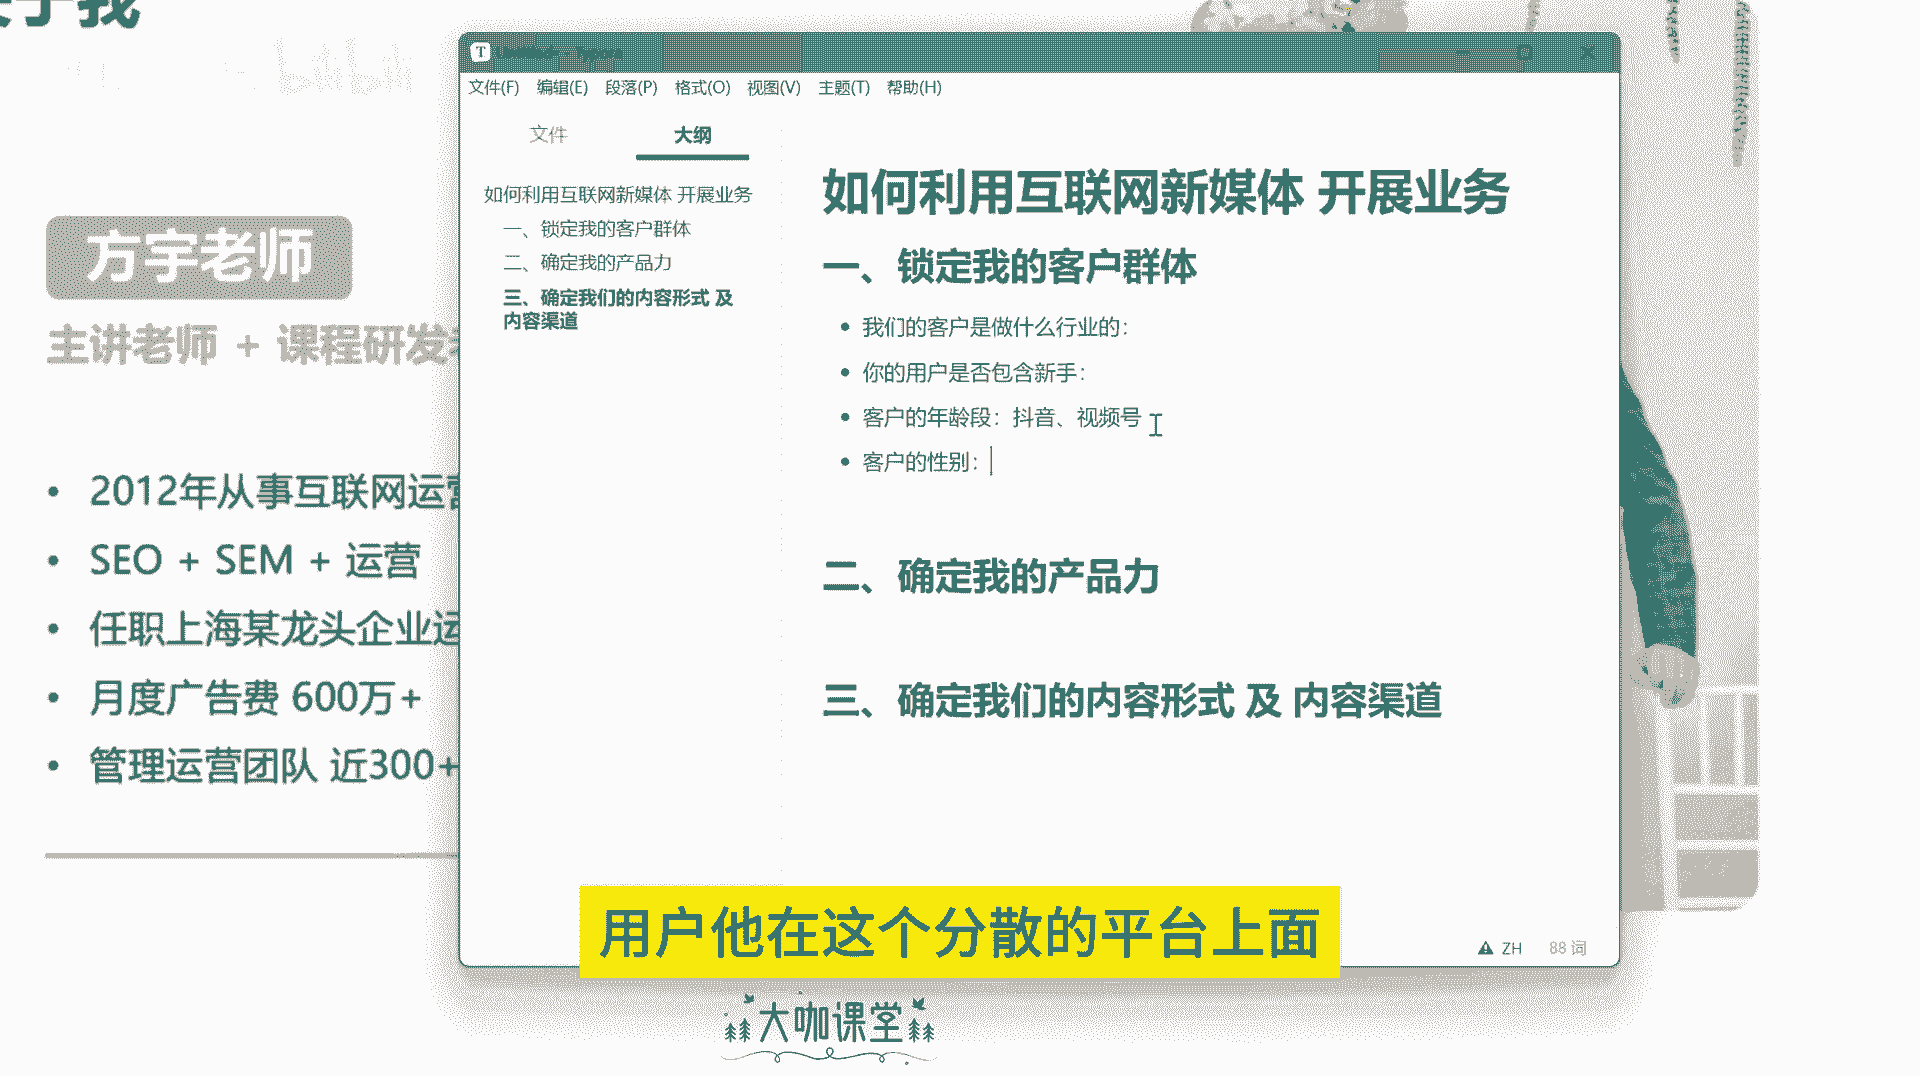 于我
bilibili
方宇老师
主讲老师 + 课程研发
2012年从事互联网运营
SEO + SEM + 运营
任职上海某龙头企业运
月度广告费 600万+
管理运营团队 近300+
文件(F) 编辑(E) 段落(P) 格式(O) 视图(V) 主题(T) 帮助(H)
文件 大纲
如何利用互联网新媒体 开展业务
一、锁定我的客户群体
二、确定我的产品力
三、确定我们的内容形式 及
内容渠道
如何利用互联网新媒体 开展业务
一、锁定我的客户群体
我们的客户是做什么行业的：
你的用户是否包含新手：
客户的年龄段：抖音、视频号
客户的性别：
二、确定我的产品力
三、确定我们的内容形式 及 内容渠道
ZH 88 词
用户他在这个分散的平台上面
大咖课堂